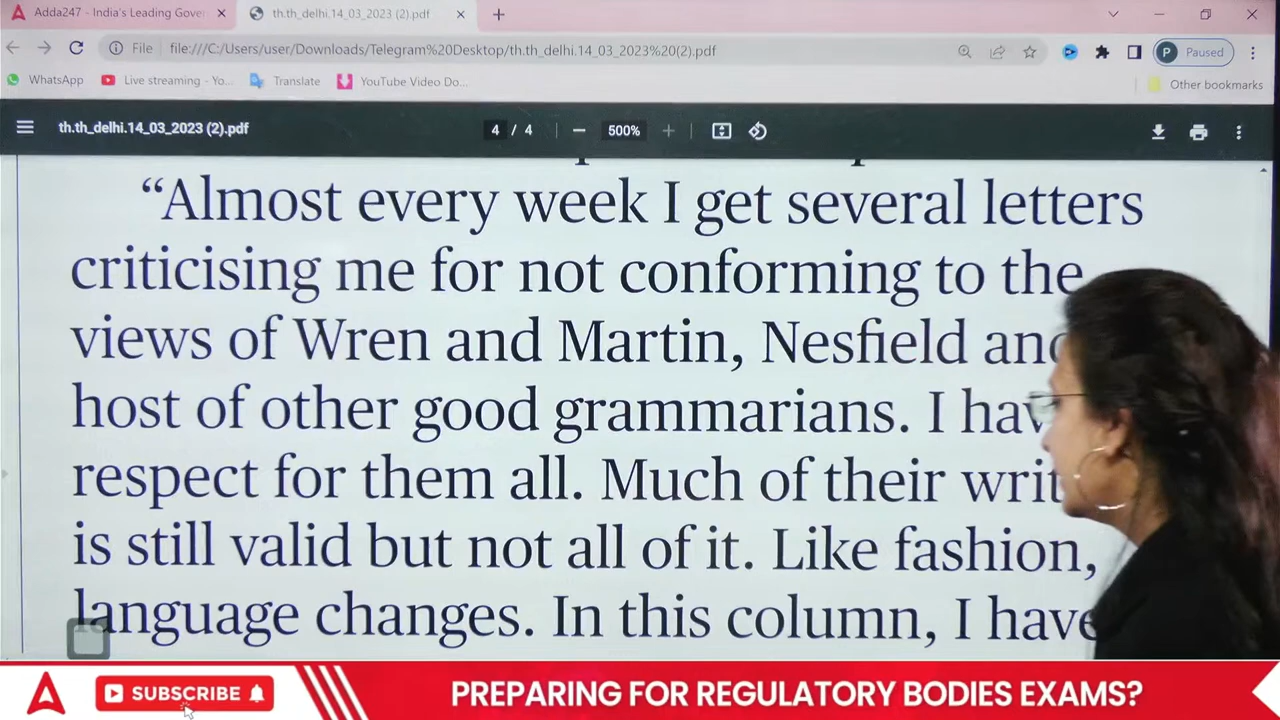 Adda247 - India's Leading Gover
th.th_delhi.14_03_2023 (2).pdf
File file:///C:/Users/user/Downloads/Telegram%20Desktop/th.th_delhi.14_03_2023%20(2).pdf
P Paused
WhatsApp Live streaming - Yo... Translate YouTube Video Do... Other bookmarks
th.th_delhi.14_03_2023 (2).pdf 4 / 4 500%
“Almost every week I get several letters
criticising me for not conforming to the
views of Wren and Martin, Nesfield and
host of other good grammarians. I hav
respect for them all. Much of their writ
is still valid but not all of it. Like fashion,
language changes. In this column, I have
SUBSCRIBE
PREPARING FOR REGULATORY BODIES EXAMS?